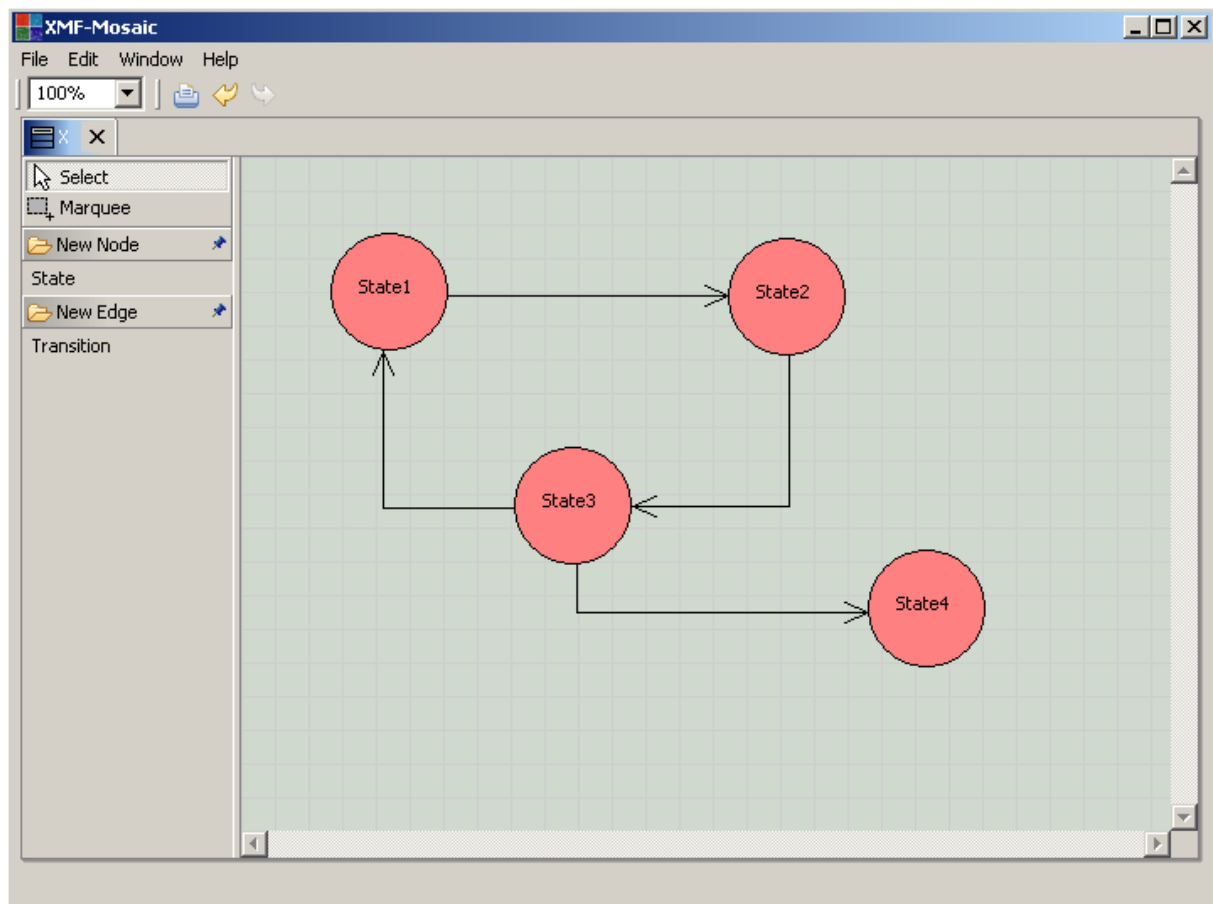 XMF-Mosaic
File Edit Window Help
100%
X
Select
Marquee
New Node
State
New Edge
Transition
State1
State2
State3
State4